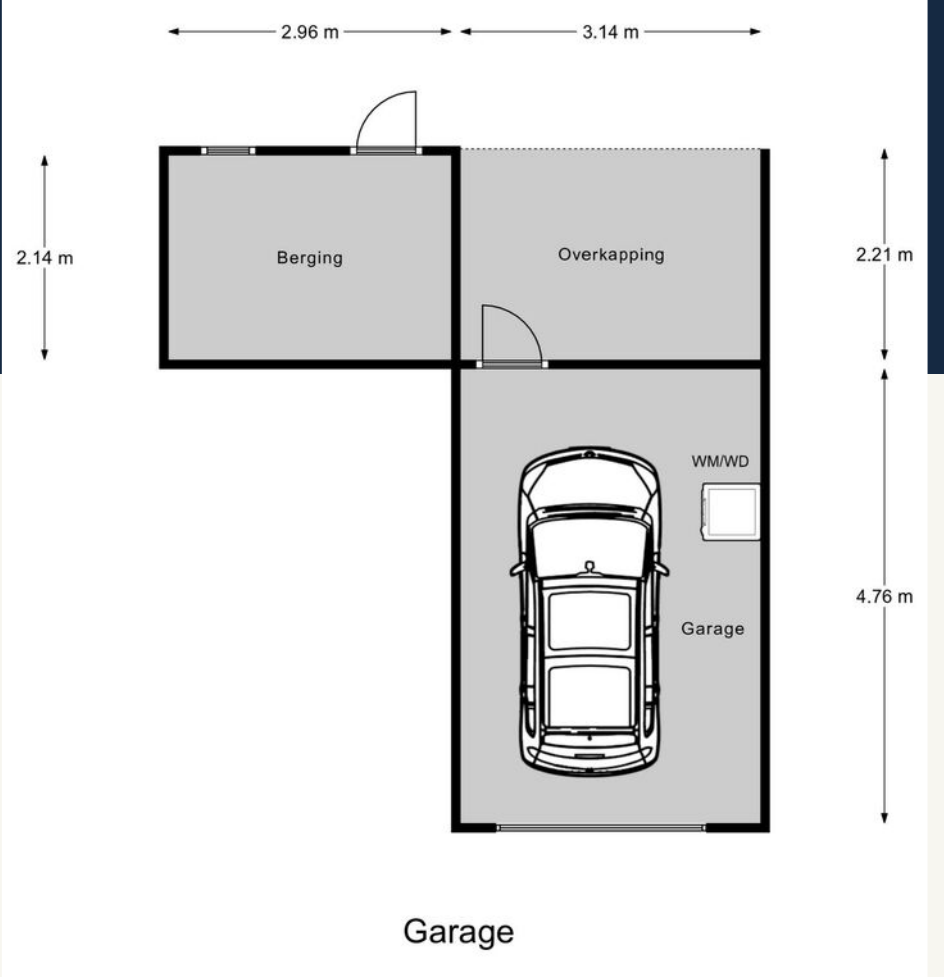 2.96 m
3.14 m
2.14 m
Berging
Overkapping
2.21 m
WM/WD
4.76 m
Garage
Garage